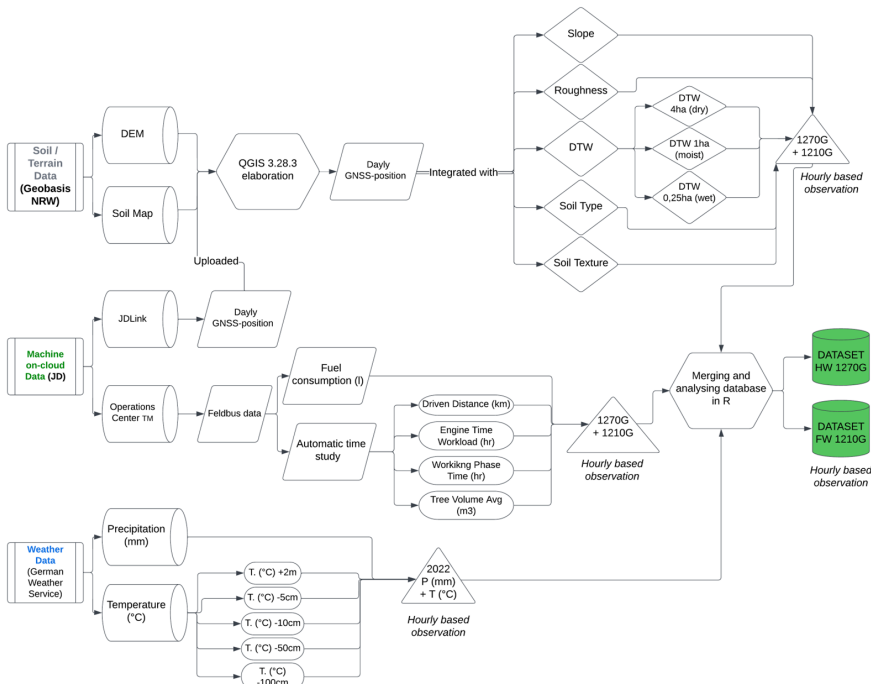 Soil /
Terrain
Data
(Geobasis
NRW)
DEM
Soil Map
QGIS 3.28.3
elaboration
Dayly
GNSS-position
Integrated with
Slope
Roughness
DTW
Soil Type
Soil Texture
DTW
4ha (dry)
DTW 1ha
(moist)
DTW
0,25ha (wet)
1270G
+ 1210G
Hourly based
observation
Uploaded
Machine
on-cloud
Data (JD)
JDLink
Dayly
GNSS-position
Operations
Center TM
Feldbus data
Fuel
consumption (l)
Automatic time
study
Driven Distance (km)
Engine Time
Workload (hr)
Workikng Phase
Time (hr)
Tree Volume Avg
(m3)
1270G
+ 1210G
Hourly based
observation
Merging and
analysing database
in R
DATASET
HW 1270G
DATASET
FW 1210G
Hourly based
observation
Weather
Data
(German
Weather
Service)
Precipitation
(mm)
Temperature
(°C)
T. (°C) +2m
T. (°C) -5cm
T. (°C) -10cm
T. (°C) -50cm
T. (°C)
-100cm
2022
P (mm)
+ T (°C)
Hourly based
observation